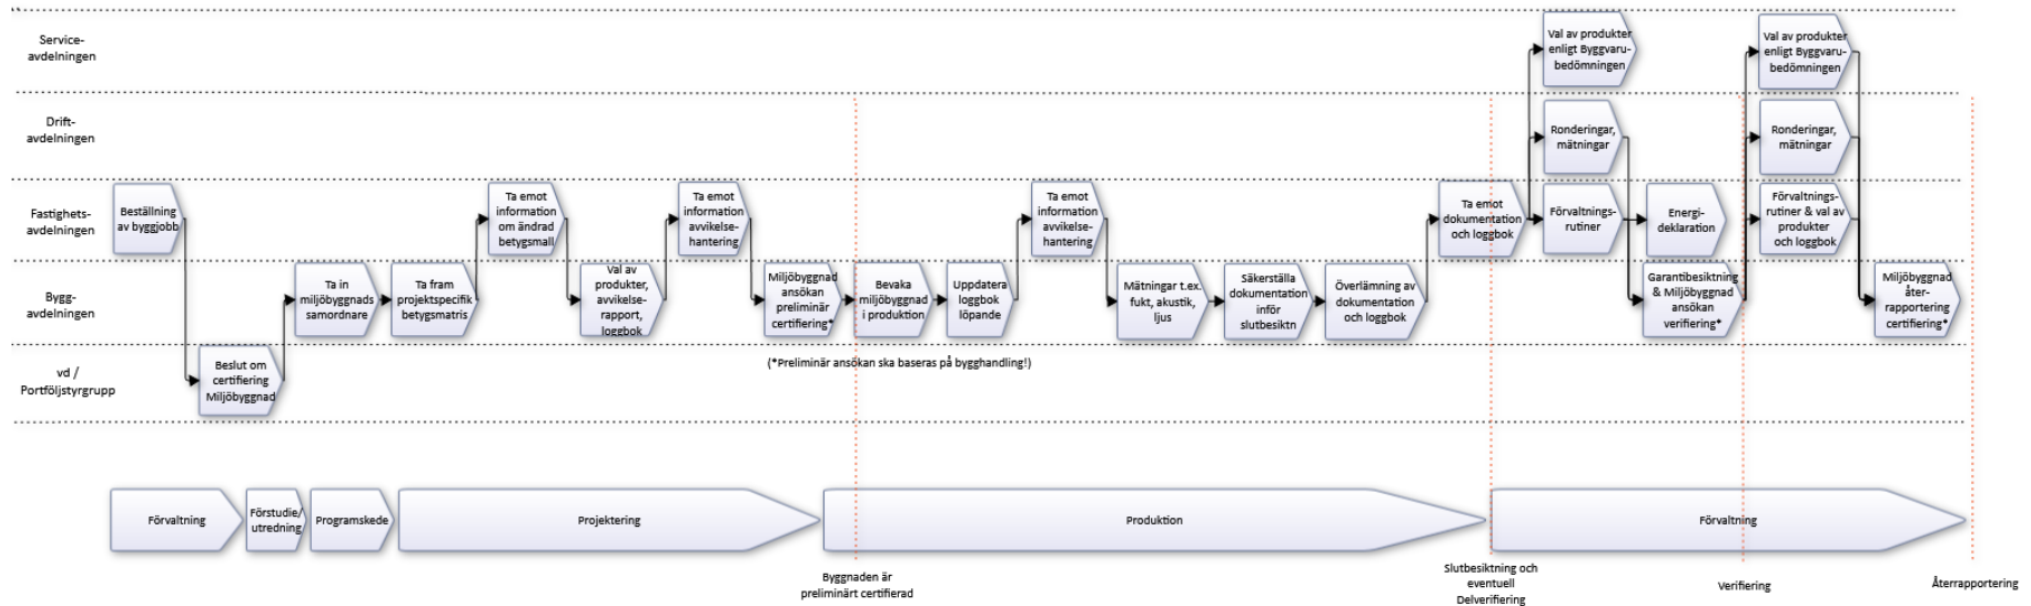 Service-
avdelningen
Val av produkter
enligt Byggvaru-
bedömningen
Val av produkter
enligt Byggvaru-
bedömningen
Drift-
avdelningen
Ronderingar,
mätningar
Ronderingar,
mätningar
Fastighets-
avdelningen
Beställning
av byggjobb
Ta emot
information
om ändrad
betygsmall
Ta emot
information
avvikelse-
hantering
Ta emot
information
avvikelse-
hantering
Ta emot
dokumentation
och loggbok
Förvaltnings-
rutiner
Energi-
deklaration
Förvaltnings-
rutiner & val av
produkter
och loggbok
Bygg-
avdelningen
Ta in
miljöbyggnads
samordnare
Ta fram
projektspecifik
betygsmatris
Val av
produkter,
avvikelse-
rapport,
loggbok
Miljöbyggnad
ansökan
preliminär
certifiering*
Bevaka
miljöbyggnad
i produktion
Uppdatera
loggbok
löpande
Mätningar t.ex.
fukt, akustik,
ljus
Säkerställa
dokumentation
inför
slutbesiktn
Överlämning av
dokumentation
och loggbok
Garantibesiktning
& Miljöbyggnad
ansökan
verifiering*
Miljöbyggnad
åter-
rapportering
certifiering*
vd /
Portföljstyrgrupp
Beslut om
certifiering
Miljöbyggnad
(*Preliminär ansökan ska baseras på bygghandling!)
Förvaltning
Förstudie/
utredning
Programskede
Projektering
Produktion
Förvaltning
Byggnaden är
preliminärt certifierad
Slutbesiktning och
eventuell
Delverifiering
Verifiering
Återrapportering